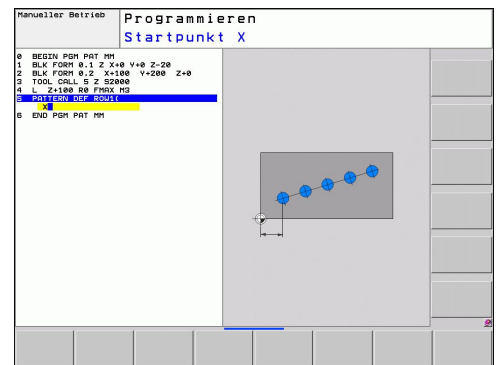 Manueller Betrieb
Programmieren
Startpunkt X
0 BEGIN PGM PAT MM
1 BLK FORM 0.1 Z X+0 Y+0 Z-20
2 BLK FORM 0.2 X+100 Y+200 Z+0
3 TOOL CALL 5 Z S2000
4 L Z+100 R0 FMAX M3
5 PATTERN DEF ROW1(
X
6 END PGM PAT MM